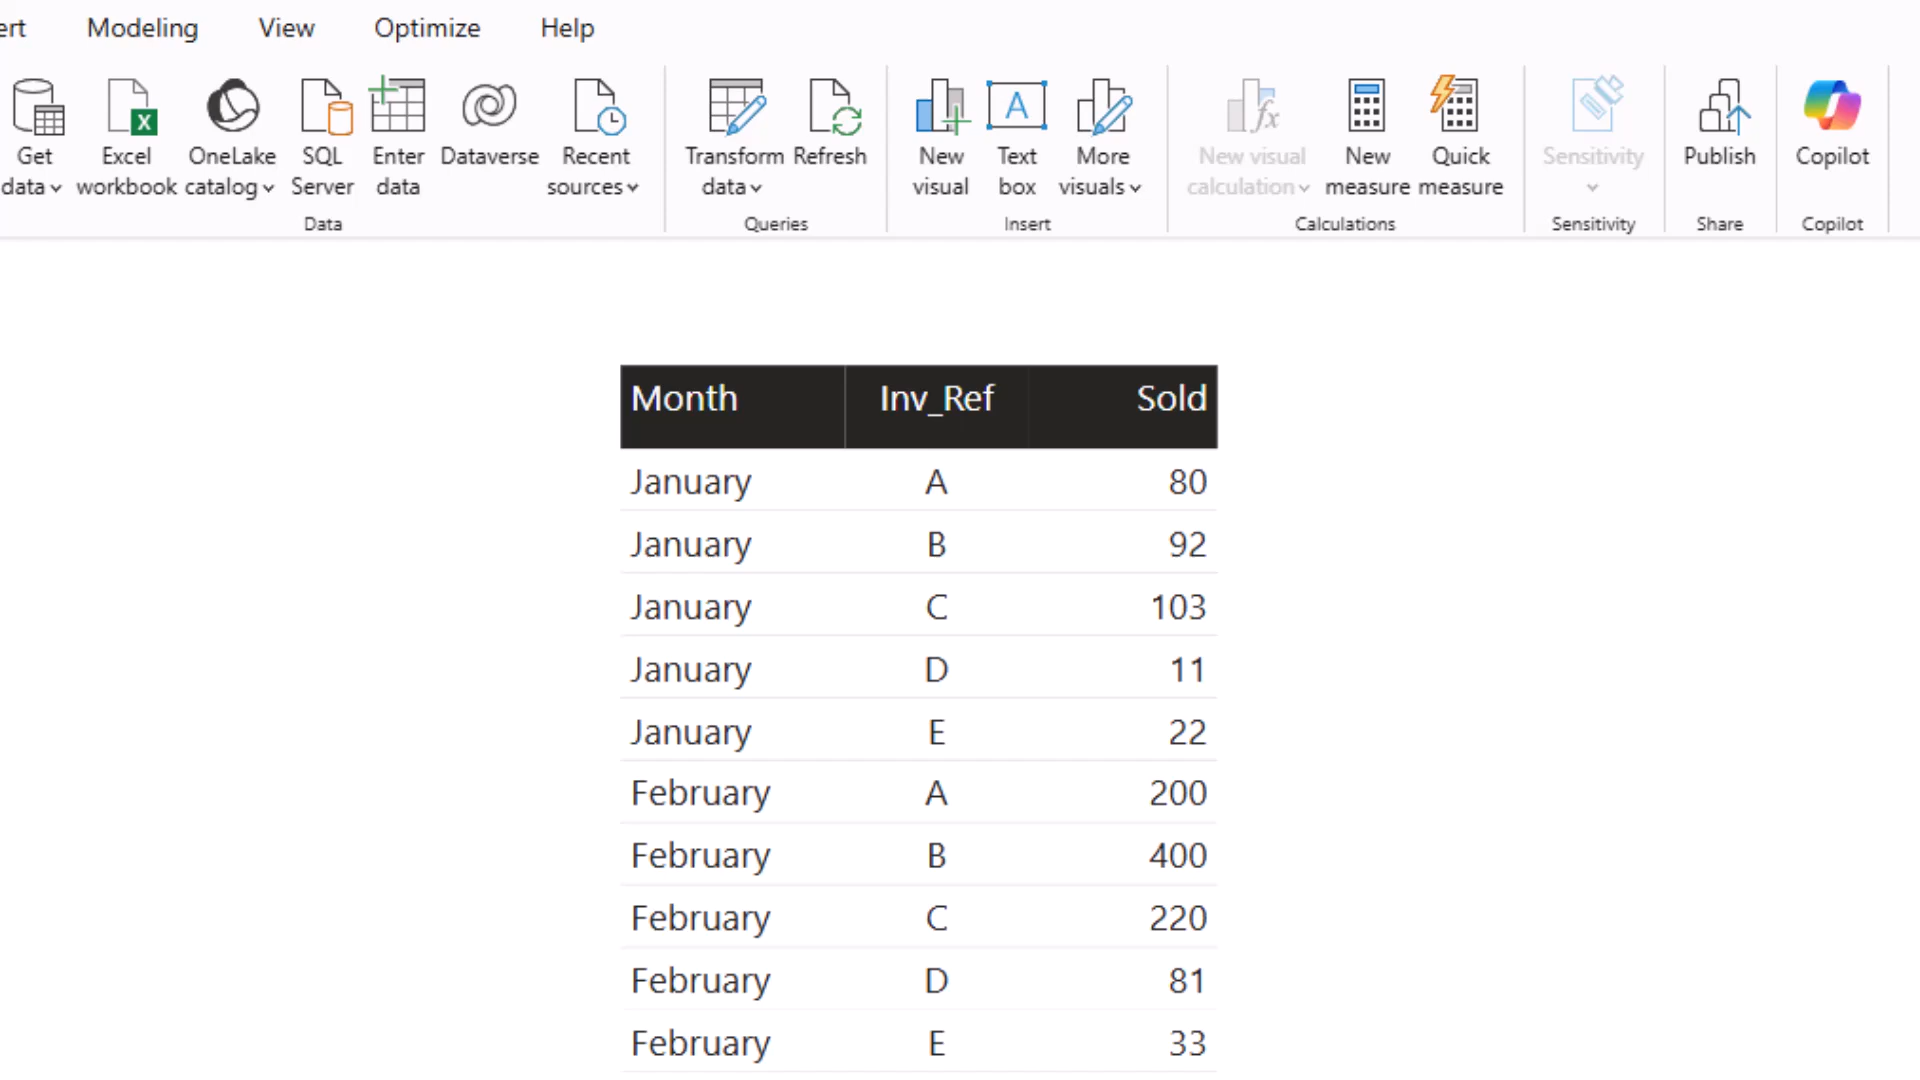 ert Modeling View Optimize Help
Get data Excel workbook OneLake catalog SQL Server Enter data Dataverse Recent sources Transform data Refresh New visual A Text box More visuals New visual calculation New measure Quick measure Sensitivity Publish Copilot
Data Queries Insert Calculations Sensitivity Share Copilot
Month Inv_Ref Sold
January A 80
January B 92
January C 103
January D 11
January E 22
February A 200
February B 400
February C 220
February D 81
February E 33